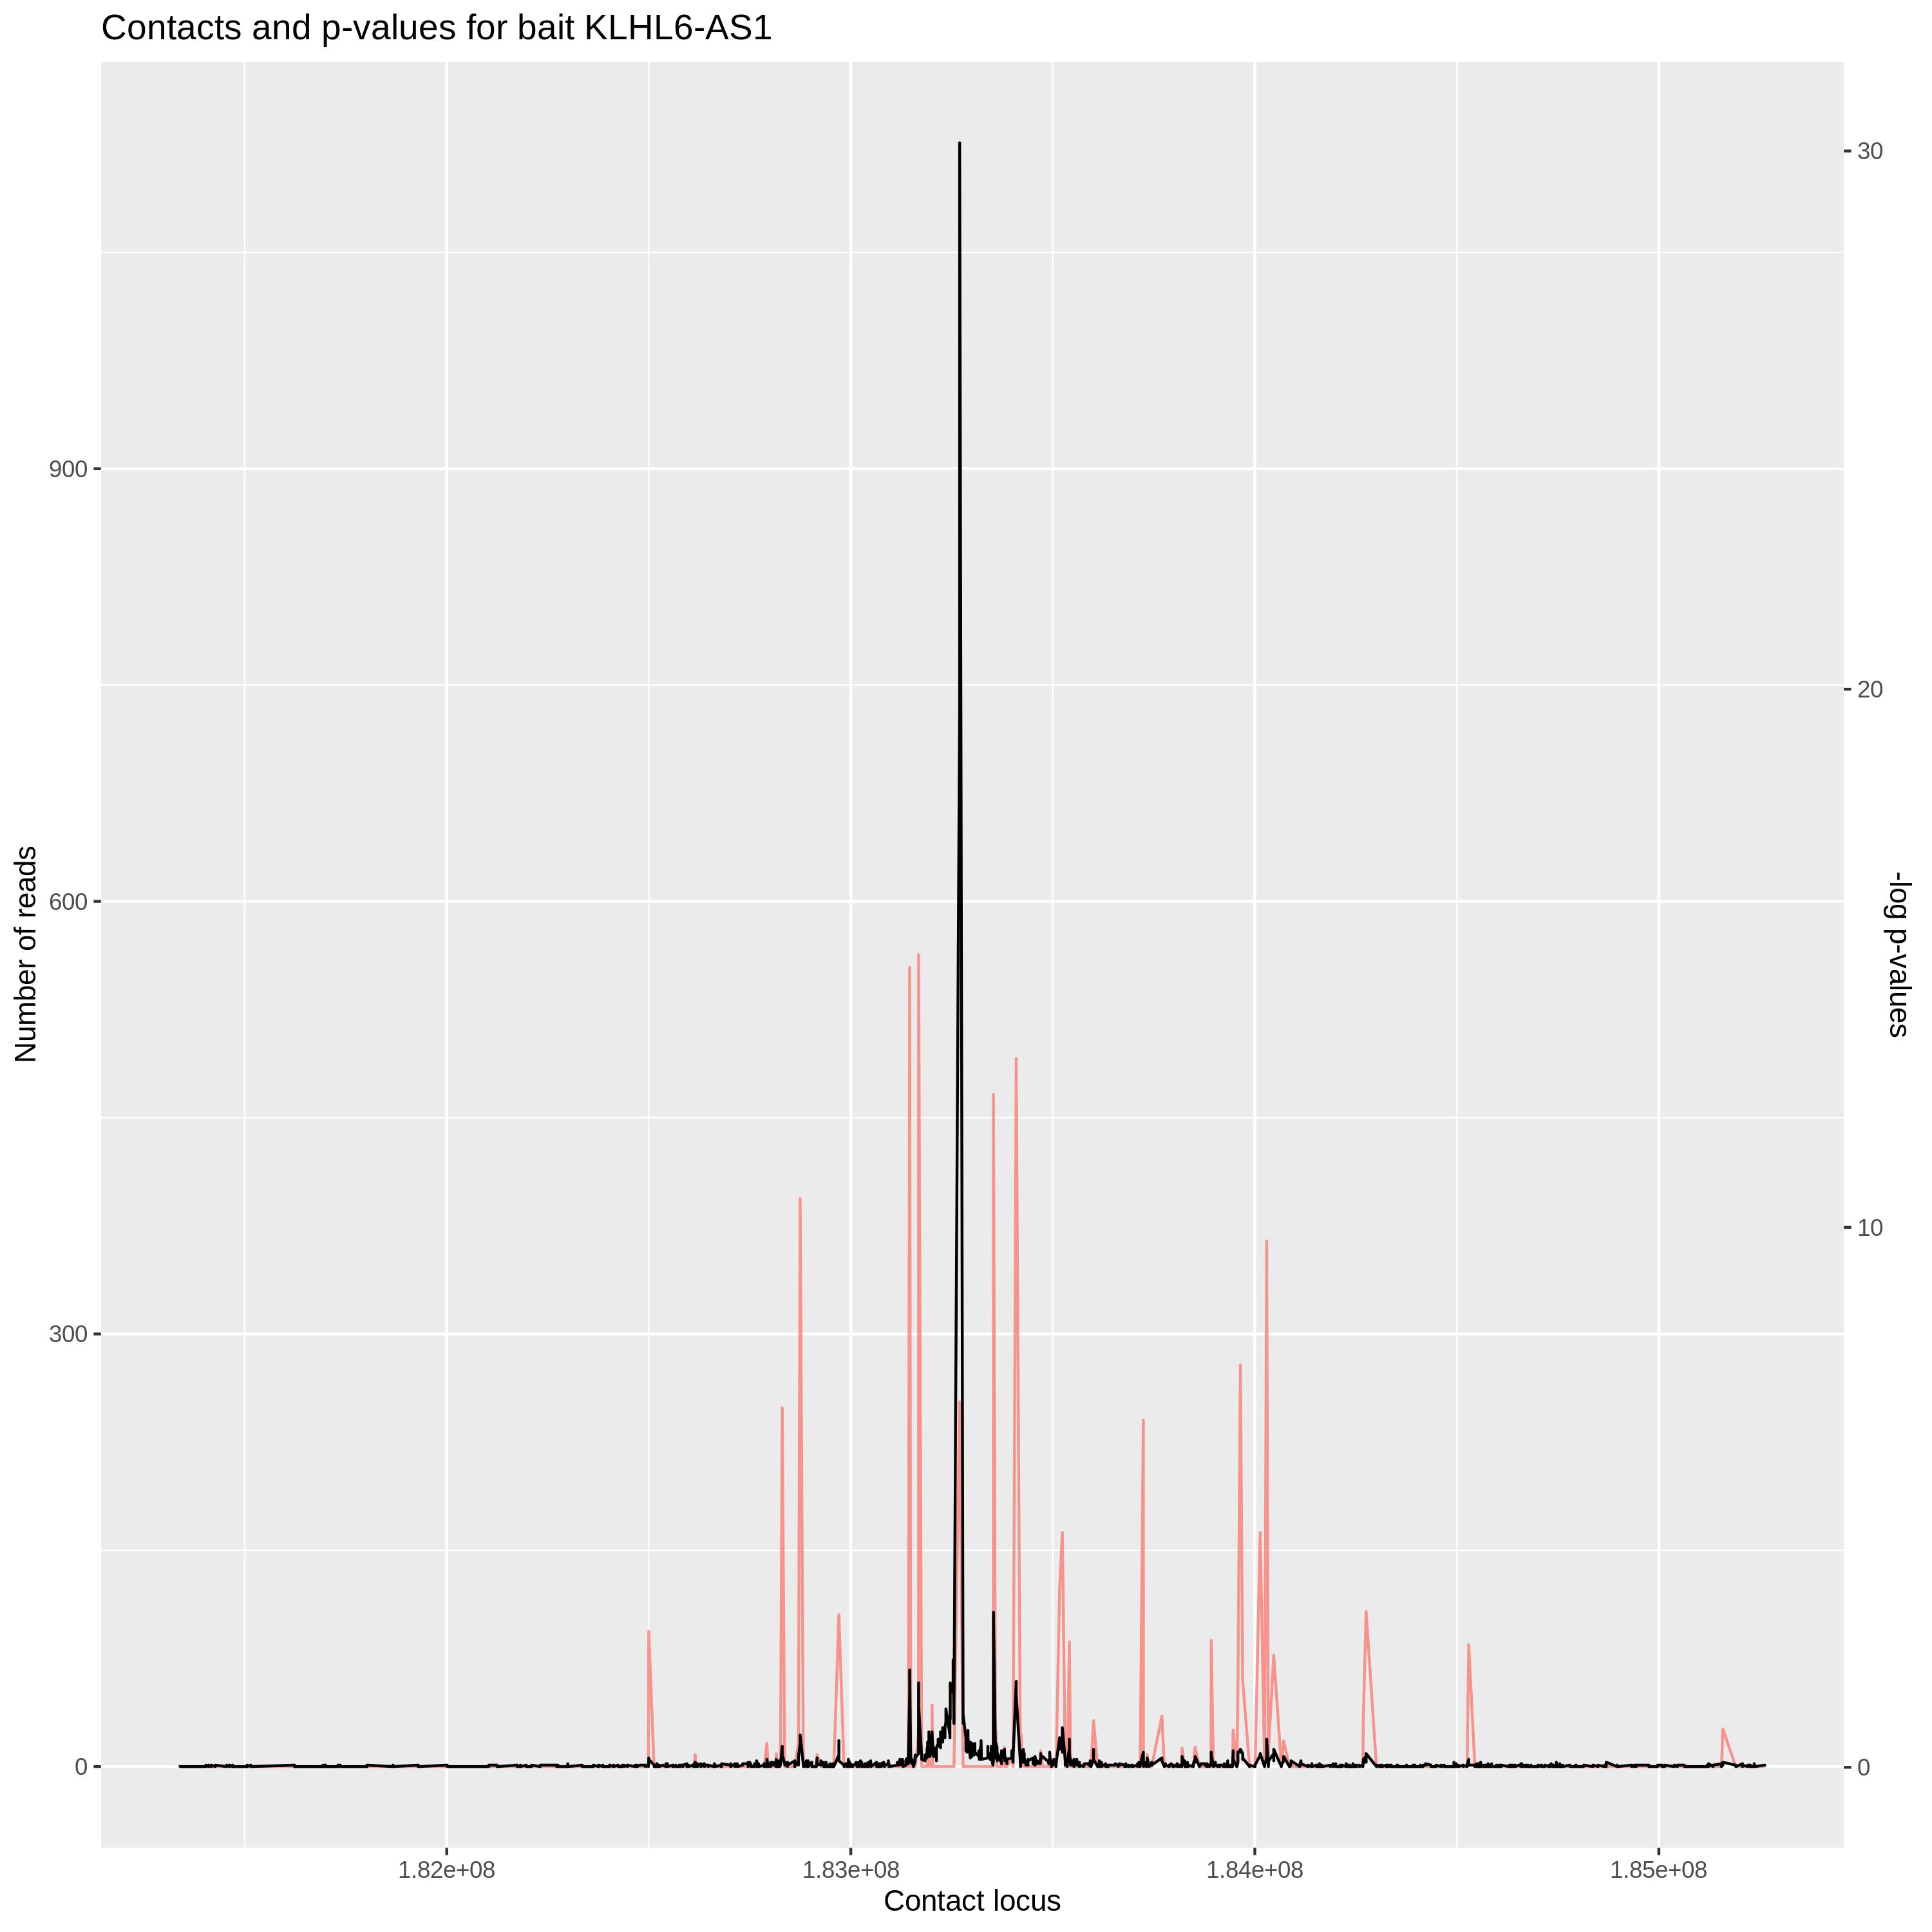 Contacts and p-values for bait KLHL6-AS1
30
900
20
600
Number of reads
-log p-values
10
300
0
0
1.82e+08
1.83e+08
1.84e+08
1.85e+08
Contact locus